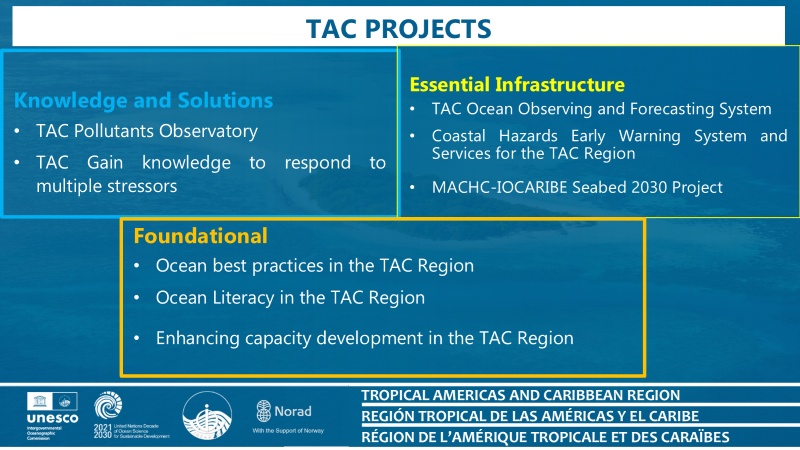 TAC PROJECTS
Knowledge and Solutions
• TAC Pollutants Observatory
• TAC Gain knowledge to respond to
multiple stressors
Essential Infrastructure
• TAC Ocean Observing and Forecasting System
• Coastal Hazards Early Warning System and
Services for the TAC Region
• MACHC-IOCARIBE Seabed 2030 Project
Foundational
• Ocean best practices in the TAC Region
• Ocean Literacy in the TAC Region
• Enhancing capacity development in the TAC Region
unesco
Intergovernmental
Oceanographic
Commission
2021
2030
United Nations Decade
of Ocean Science
for Sustainable Development
Norad
With the Support of Norway
TROPICAL AMERICAS AND CARIBBEAN REGION
REGIÓN TROPICAL DE LAS AMÉRICAS Y EL CARIBE
RÉGION DE L'AMÉRIQUE TROPICALE ET DES CARAÏBES